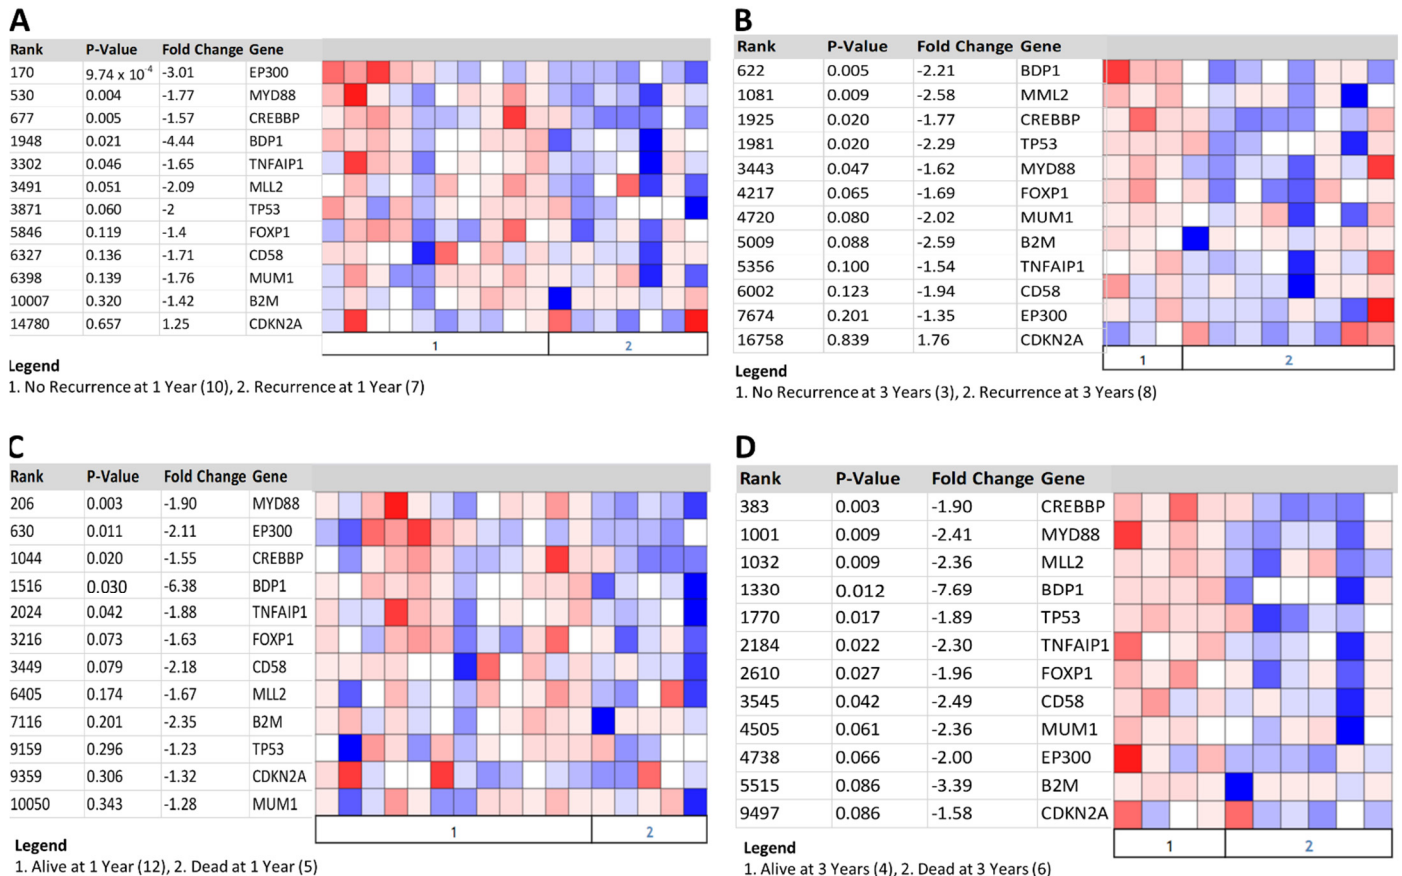 A
Rank P-Value Fold Change Gene
170 9.74 x 10-4 -3.01 EP300
530 0.004 -1.77 MYD88
677 0.005 -1.57 CREBBP
1948 0.021 -4.44 BDP1
3302 0.046 -1.65 TNFAIP1
3491 0.051 -2.09 MLL2
3871 0.060 -2 TP53
5846 0.119 -1.4 FOXP1
6327 0.136 -1.71 CD58
6398 0.139 -1.76 MUM1
10007 0.320 -1.42 B2M
14780 0.657 1.25 CDKN2A
1 2
Legend
1. No Recurrence at 1 Year (10), 2. Recurrence at 1 Year (7)
B
Rank P-Value Fold Change Gene
622 0.005 -2.21 BDP1
1081 0.009 -2.58 MML2
1925 0.020 -1.77 CREBBP
1981 0.020 -2.29 TP53
3443 0.047 -1.62 MYD88
4217 0.065 -1.69 FOXP1
4720 0.080 -2.02 MUM1
5009 0.088 -2.59 B2M
5356 0.100 -1.54 TNFAIP1
6002 0.123 -1.94 CD58
7674 0.201 -1.35 EP300
16758 0.839 1.76 CDKN2A
1 2
Legend
1. No Recurrence at 3 Years (3), 2. Recurrence at 3 Years (8)
C
Rank P-Value Fold Change Gene
206 0.003 -1.90 MYD88
630 0.011 -2.11 EP300
1044 0.020 -1.55 CREBBP
1516 0.030 -6.38 BDP1
2024 0.042 -1.88 TNFAIP1
3216 0.073 -1.63 FOXP1
3449 0.079 -2.18 CD58
6405 0.174 -1.67 MLL2
7116 0.201 -2.35 B2M
9159 0.296 -1.23 TP53
9359 0.306 -1.32 CDKN2A
10050 0.343 -1.28 MUM1
1 2
Legend
1. Alive at 1 Year (12), 2. Dead at 1 Year (5)
D
Rank P-Value Fold Change Gene
383 0.003 -1.90 CREBBP
1001 0.009 -2.41 MYD88
1032 0.009 -2.36 MLL2
1330 0.012 -7.69 BDP1
1770 0.017 -1.89 TP53
2184 0.022 -2.30 TNFAIP1
2610 0.027 -1.96 FOXP1
3545 0.042 -2.49 CD58
4505 0.061 -2.36 MUM1
4738 0.066 -2.00 EP300
5515 0.086 -3.39 B2M
9497 0.086 -1.58 CDKN2A
1 2
Legend
1. Alive at 3 Years (4), 2. Dead at 3 Years (6)